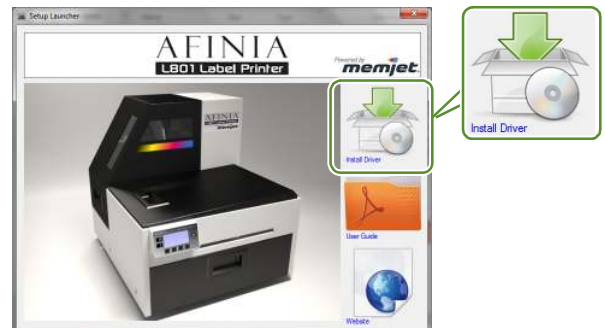 Setup Launcher
AFINIA
L801 Label Printer
Powered by
memjet
AFINIA
memjet
Install Driver
User Guide
Website
Install Driver